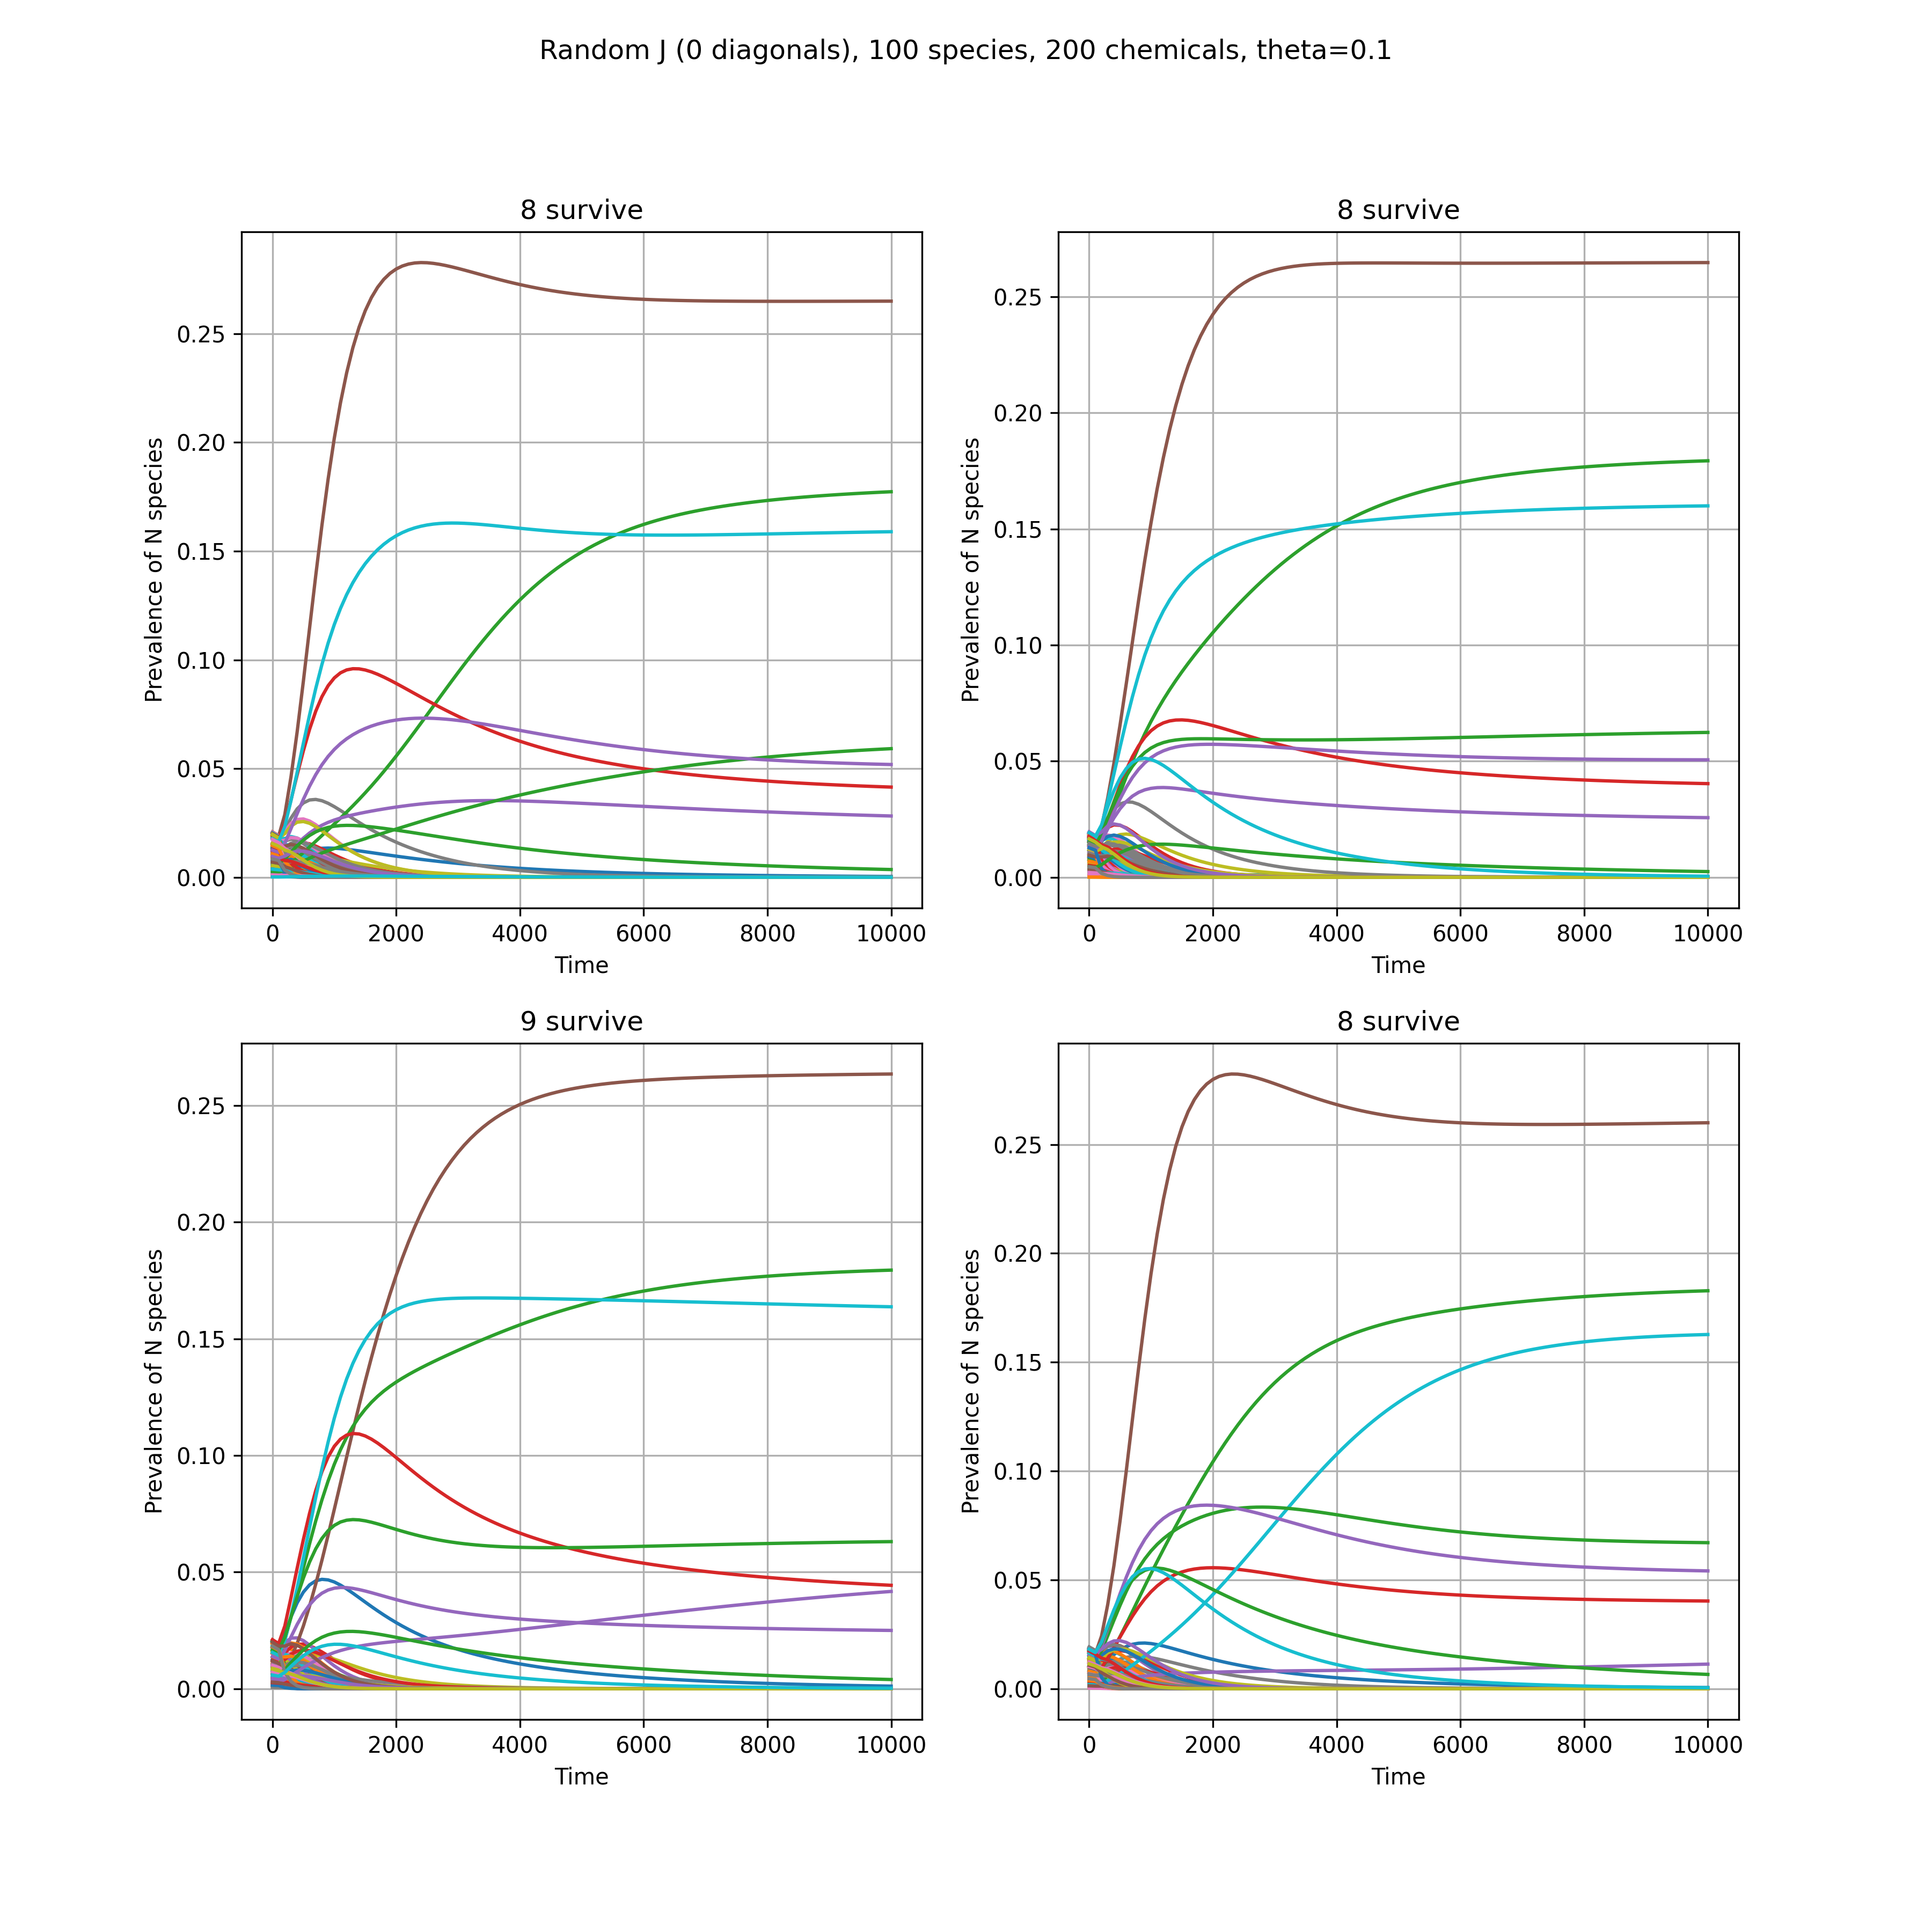 Random J (0 diagonals), 100 species, 200 chemicals, theta=0.1
8 survive
Prevalence of N species
0.25
0.20
0.15
0.10
0.05
0.00
0 2000 4000 6000 8000 10000
Time
8 survive
Prevalence of N species
0.25
0.20
0.15
0.10
0.05
0.00
0 2000 4000 6000 8000 10000
Time
9 survive
Prevalence of N species
0.25
0.20
0.15
0.10
0.05
0.00
0 2000 4000 6000 8000 10000
Time
8 survive
Prevalence of N species
0.25
0.20
0.15
0.10
0.05
0.00
0 2000 4000 6000 8000 10000
Time